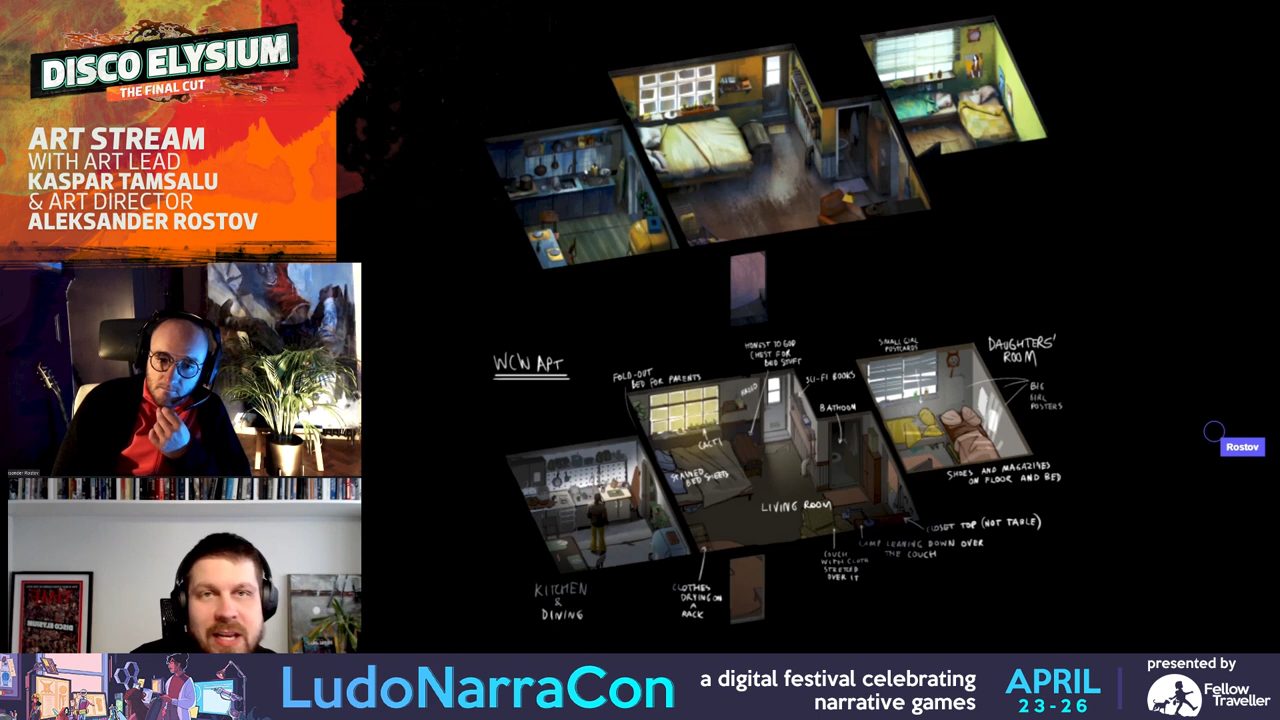 DISCO ELYSIUM
THE FINAL CUT
ART STREAM
WITH ART LEAD
KASPAR TAMSALU
& ART DIRECTOR
ALEKSANDER ROSTOV
WCW APT
FOLD-OUT
BED FOR PARENTS
HONEST TO GOD
CHEST FOR
BED STUFF
SCI-FI BOOKS
SMALL GIRL
POSTCARDS
DAUGHTERS'
ROOM
BIG
GIRL
POSTERS
BATHOOM
CACTI
STAINED
BED SHEETS
LIVING ROOM
SHOES AND MAGAZINES
ON FLOOR AND BED
CLOSET TOP (NOT TABLE)
LAMP LEANING DOWN OVER
THE COUCH
COUCH
WITH CLOTH
STRETCHED
OVER IT
KITCHEN
&
DINING
CLOTHES
DRYING ON
A
RACK
Rostov
LudoNarraCon
a digital festival celebrating
narrative games
APRIL
23-26
presented by
Fellow
Traveller